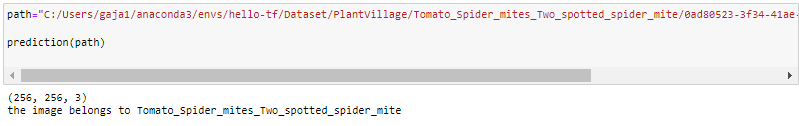 path="C:/Users/gaja1/anaconda3/envs/hello-tf/Dataset/PlantVillage/Tomato_Spider_mites_Two_spotted_spider_mite/0ad80523-3f34-41ae-
prediction(path)
(256, 256, 3)
the image belongs to Tomato_Spider_mites_Two_spotted_spider_mite